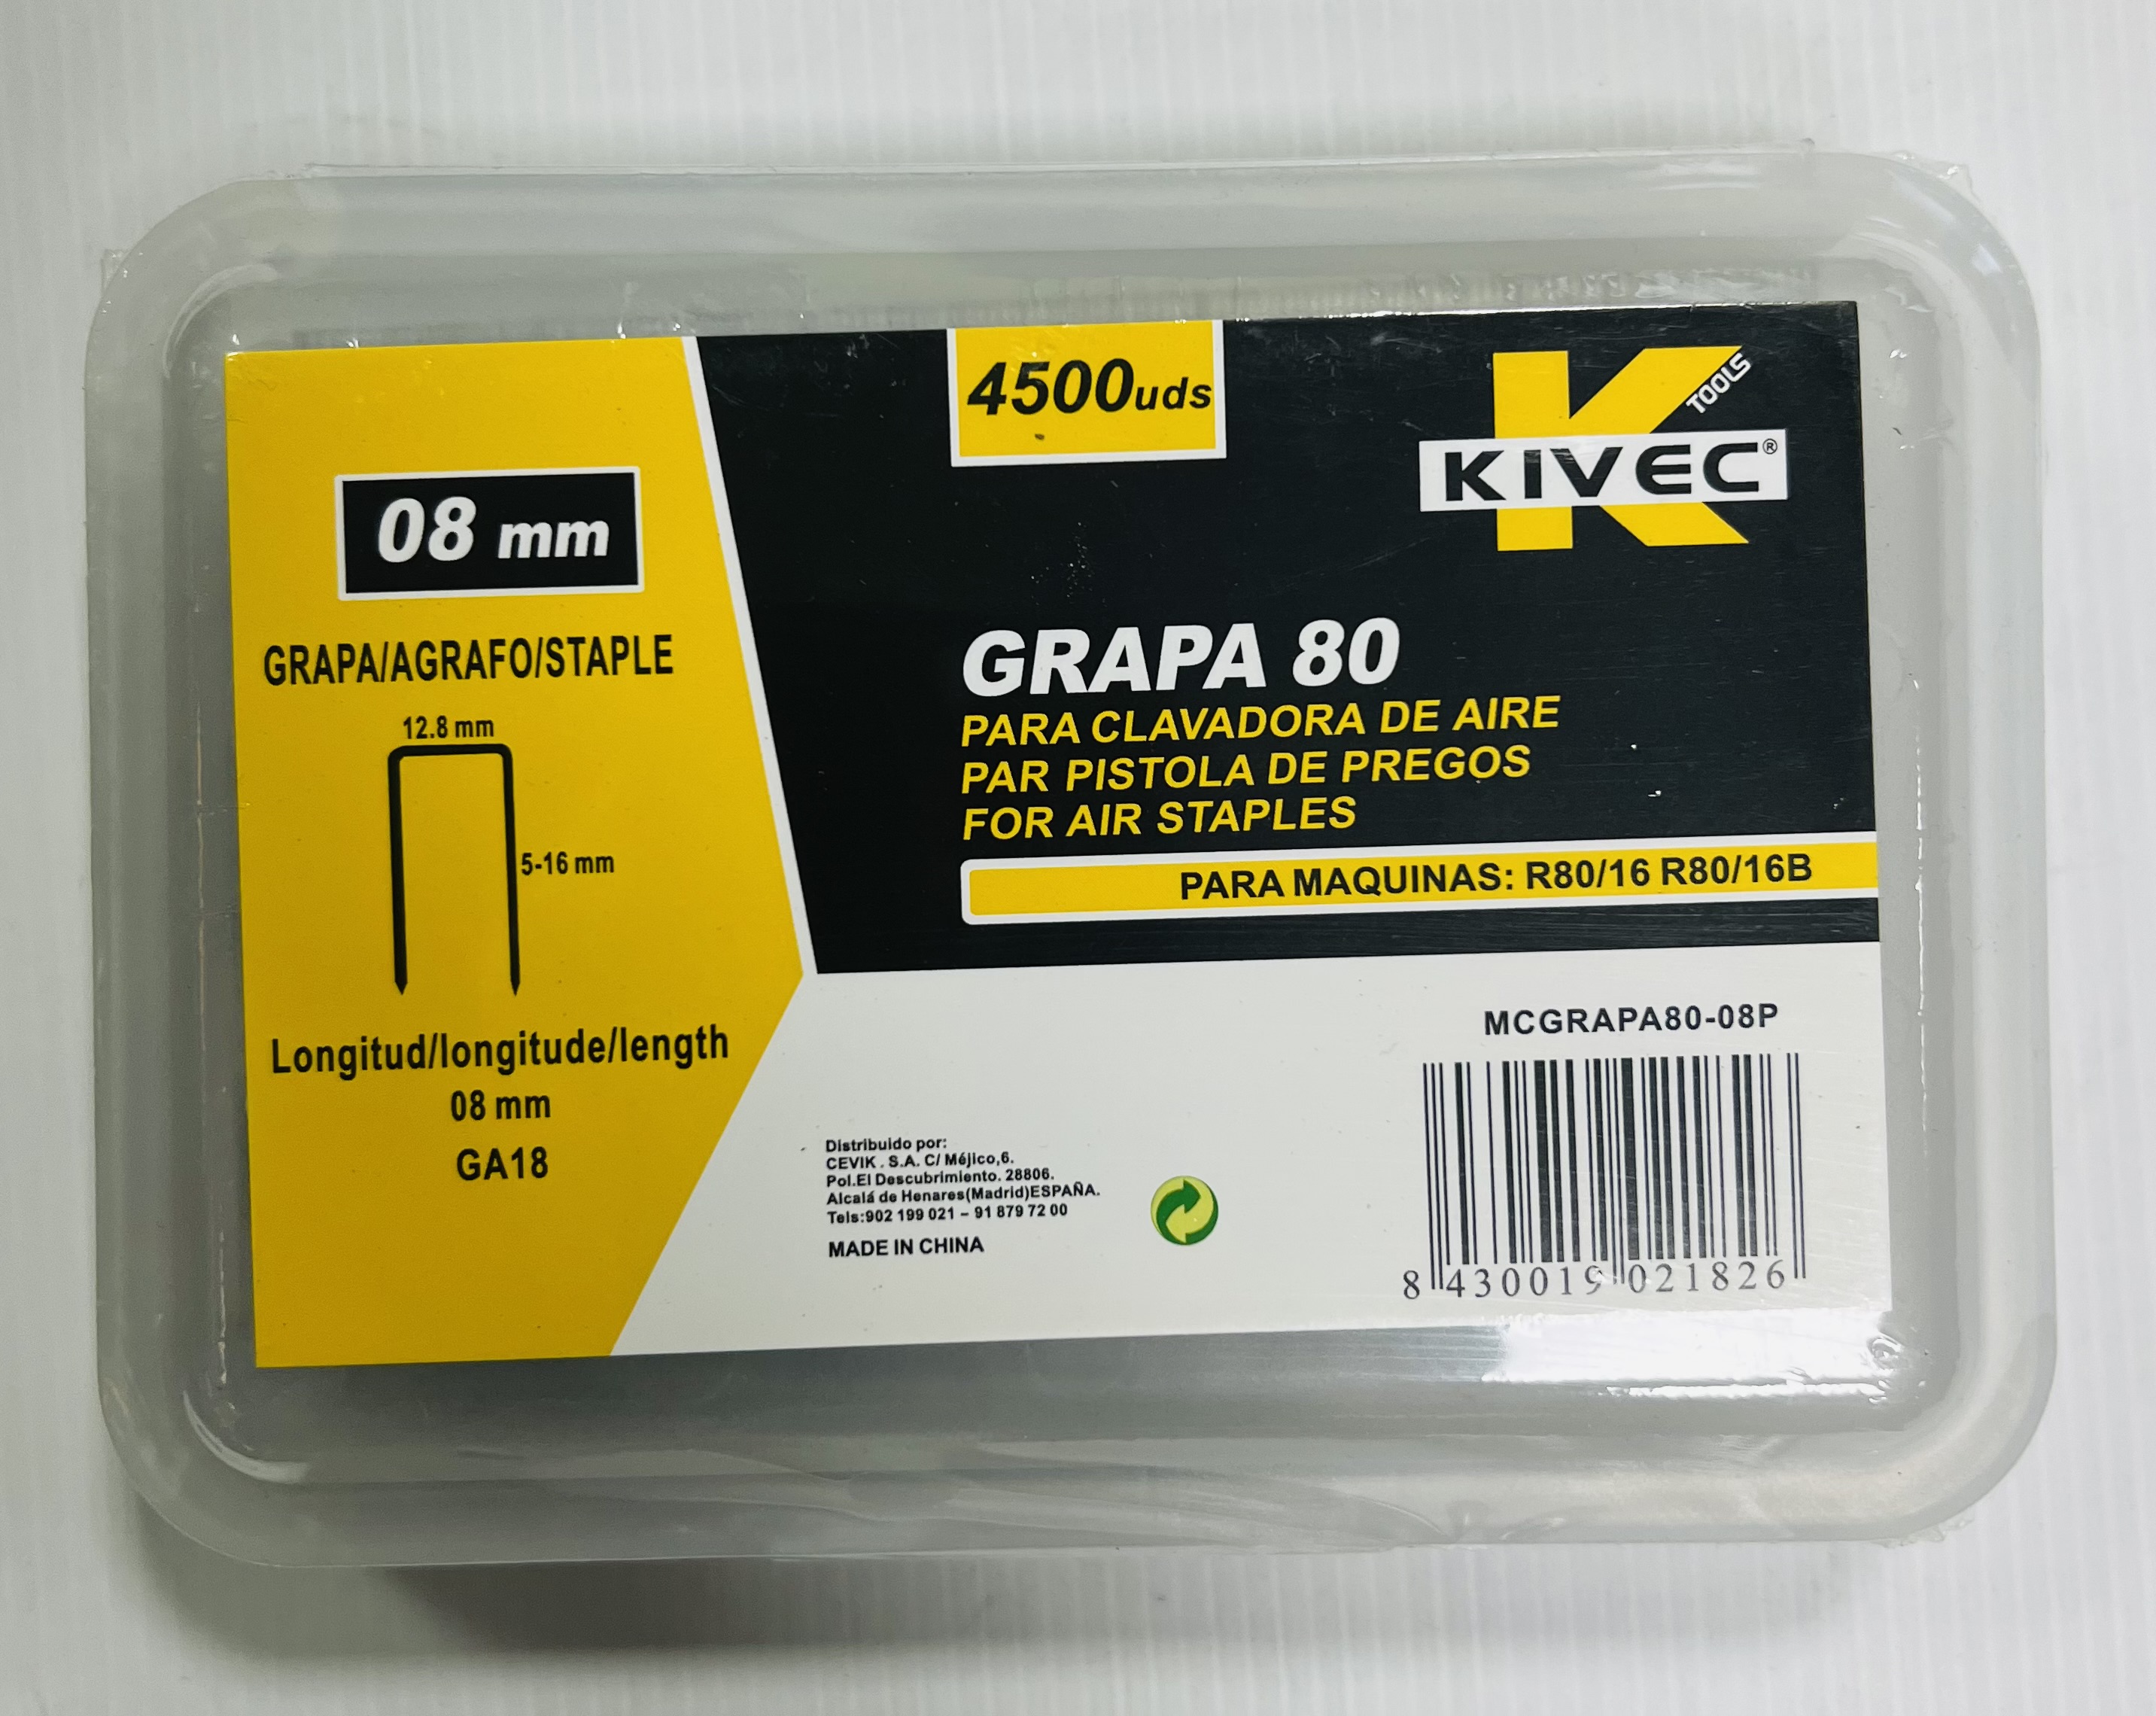 4500uds
TOOLS
KIVEC®
08 mm
GRAPA/AGRAFO/STAPLE
12.8 mm
5-16 mm
Longitud/longitude/length
08 mm
GA18
GRAPA 80
PARA CLAVADORA DE AIRE
PAR PISTOLA DE PREGOS
FOR AIR STAPLES
PARA MAQUINAS: R80/16 R80/16B
Distribuido por:
CEVIK . S.A. C/ Méjico,6.
Pol.El Descubrimiento. 28806.
Alcalá de Henares(Madrid)ESPAÑA.
Tels:902 199 021 – 91 879 72 00
MADE IN CHINA
MCGRAPA80-08P
8 430019 021826